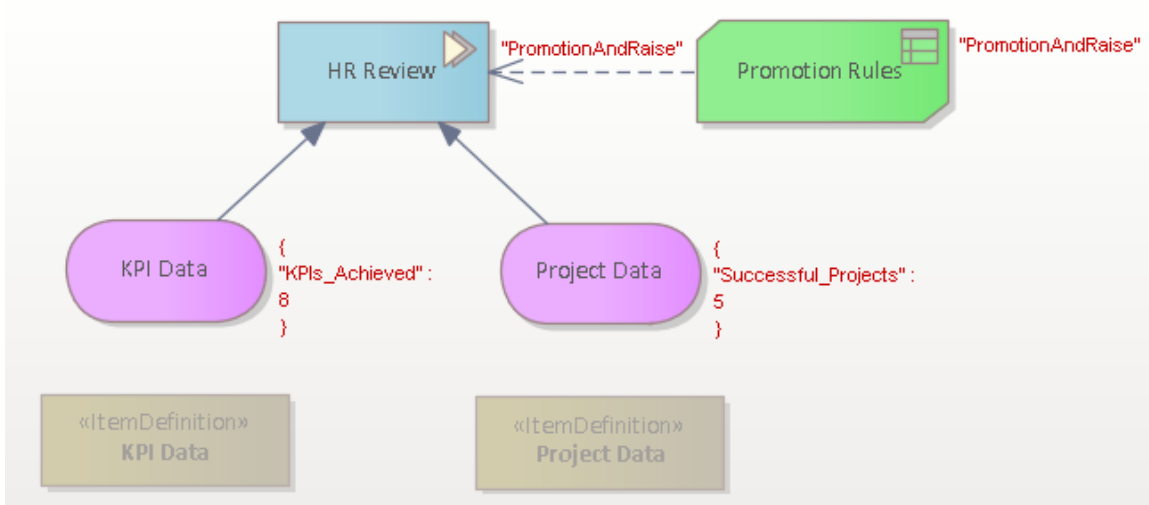 HR Review
"PromotionAndRaise"
Promotion Rules
"PromotionAndRaise"
KPI Data
{
"KPIs_Achieved" :
8
}
Project Data
{
"Successful_Projects" :
5
}
«ItemDefinition»
KPI Data
«ItemDefinition»
Project Data